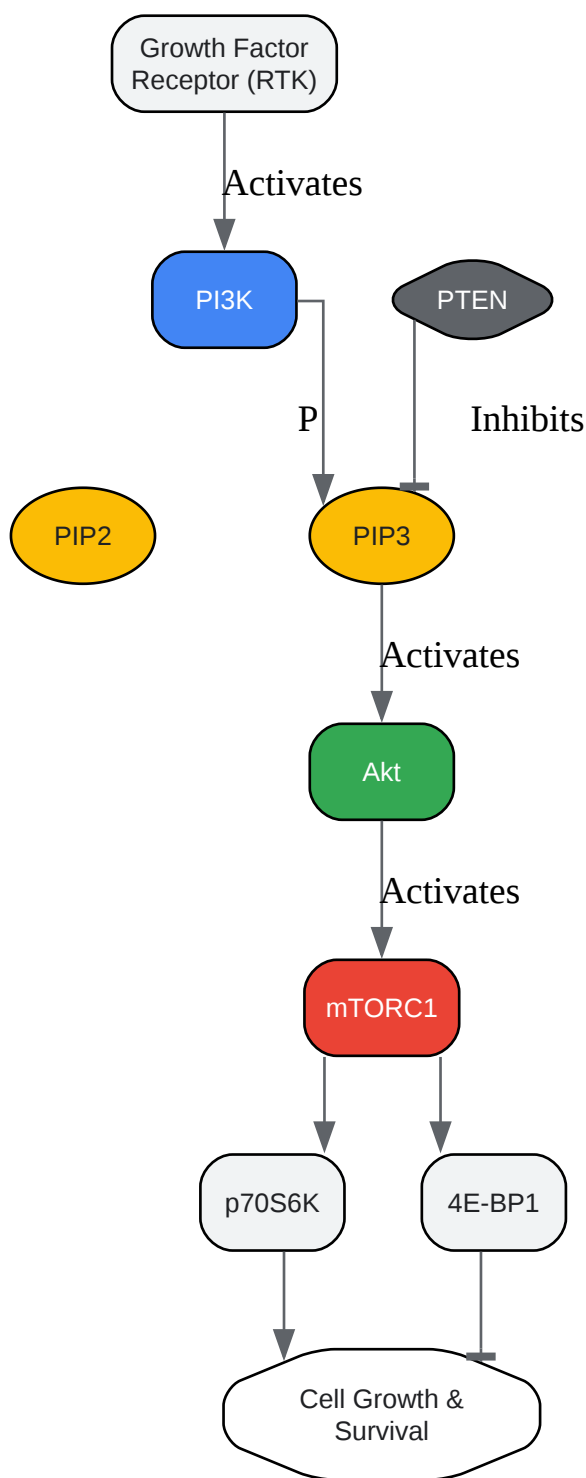 Growth Factor
Receptor (RTK)
Activates
PI3K
PTEN
P
Inhibits
PIP2
PIP3
Activates
Akt
Activates
mTORC1
p70S6K
4E-BP1
Cell Growth &
Survival